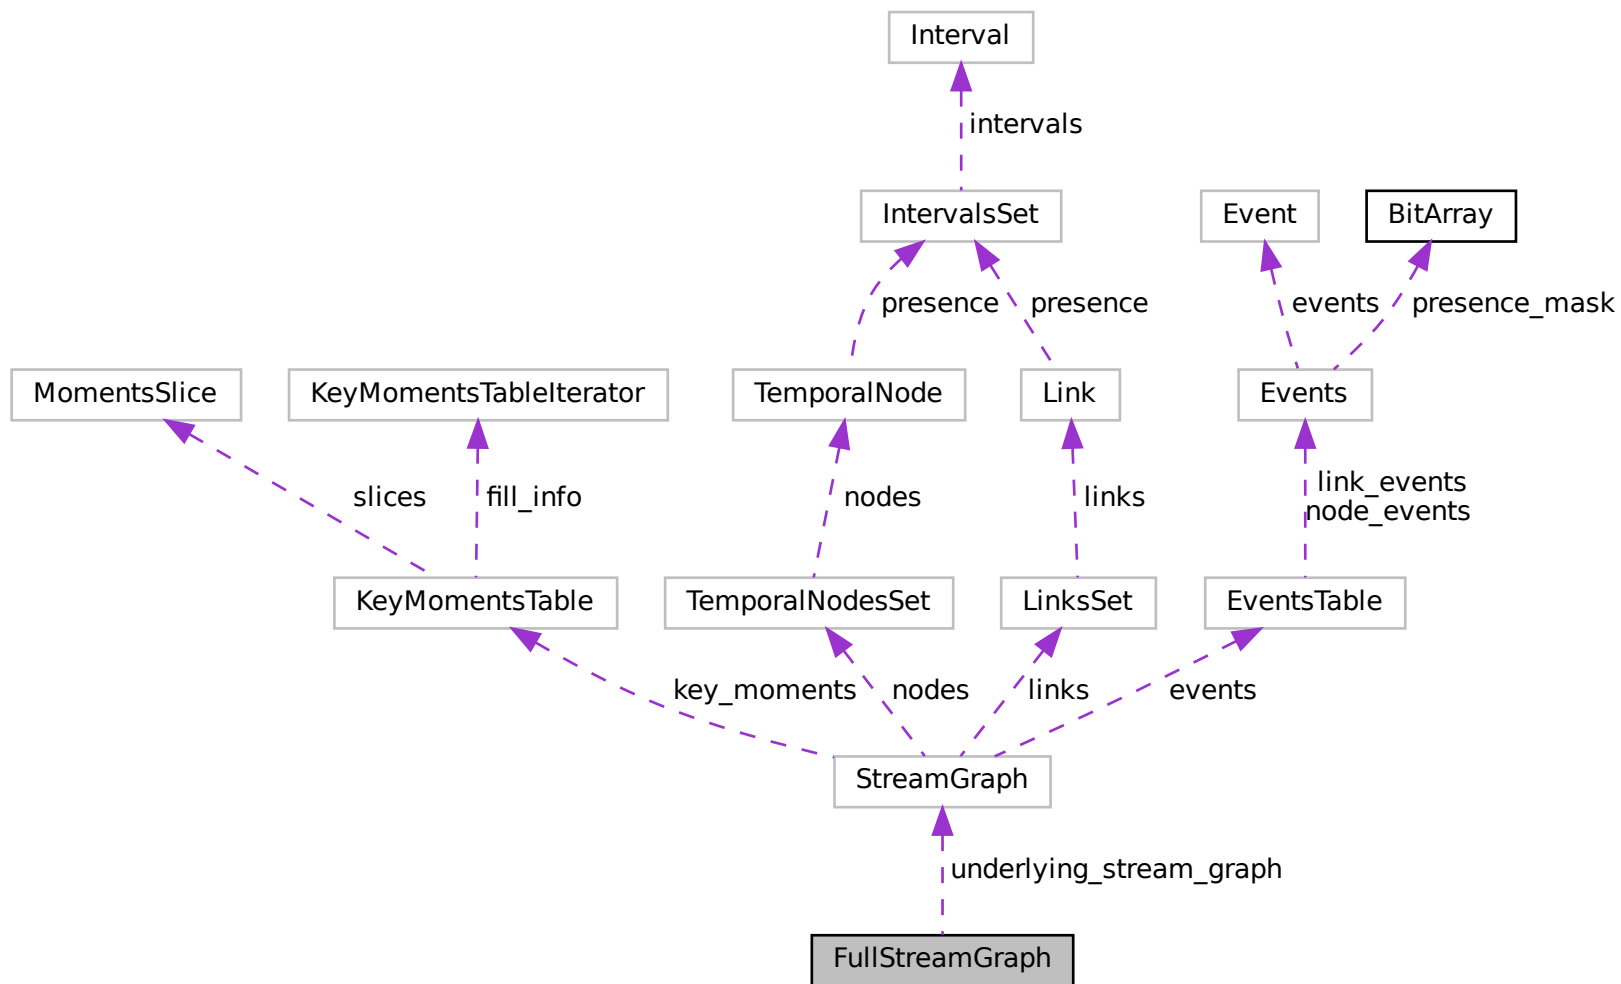 Interval
intervals
IntervalsSet
Event
BitArray
presence
presence
events
presence_mask
MomentsSlice
KeyMomentsTableIterator
TemporalNode
Link
Events
slices
fill_info
nodes
links
link_events
node_events
KeyMomentsTable
TemporalNodesSet
LinksSet
EventsTable
key_moments
nodes
links
events
StreamGraph
underlying_stream_graph
FullStreamGraph